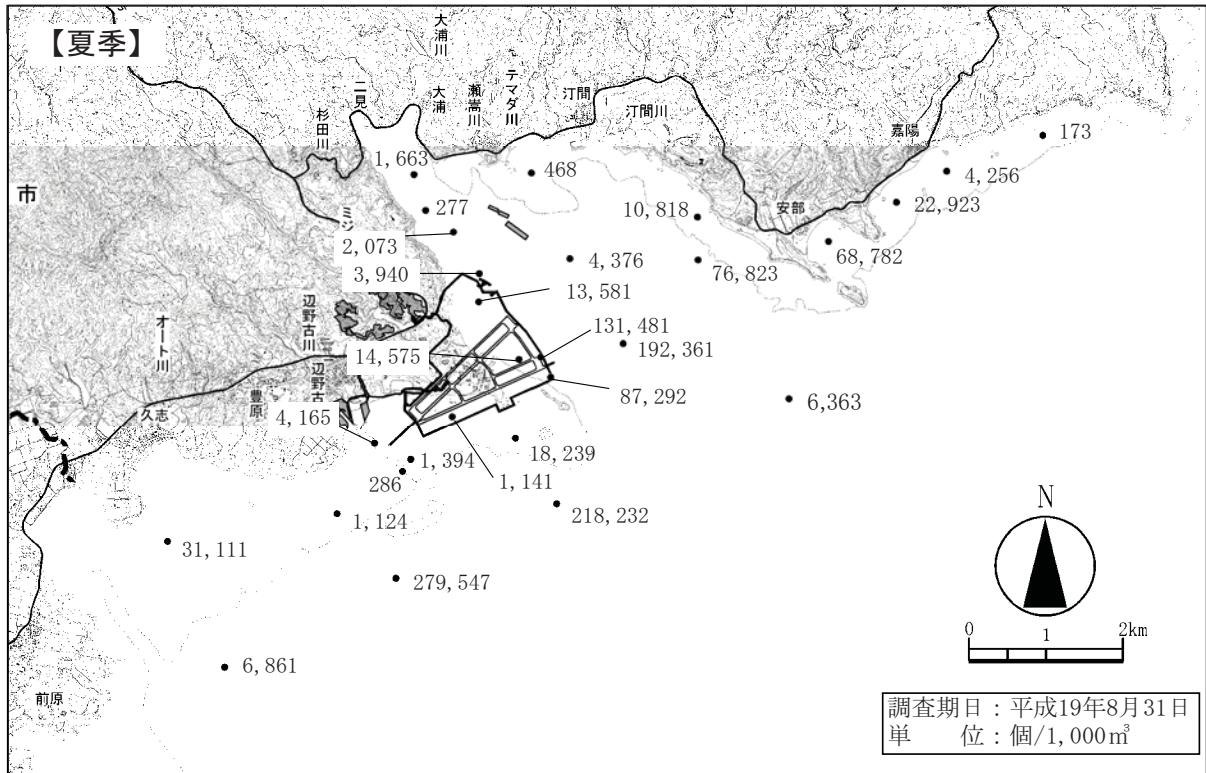 【夏季】
大浦川
テマダ川
瀬嵩川
汀間
汀間川
大浦
二見
杉田川
嘉陽
173
市
1,663
468
4,256
277
10,818
安部
22,923
ミジ
2,073
68,782
4,376
76,823
3,940
13,581
辺野古川
131,481
オート川
192,361
14,575
辺野古
87,292
6,363
豊原
久志
4,165
18,239
1,394
1,141
286
218,232
1,124
31,111
N
279,547
0 1 2km
6,861
前原
調査期日：平成19年8月31日
単　　位：個/1,000㎥